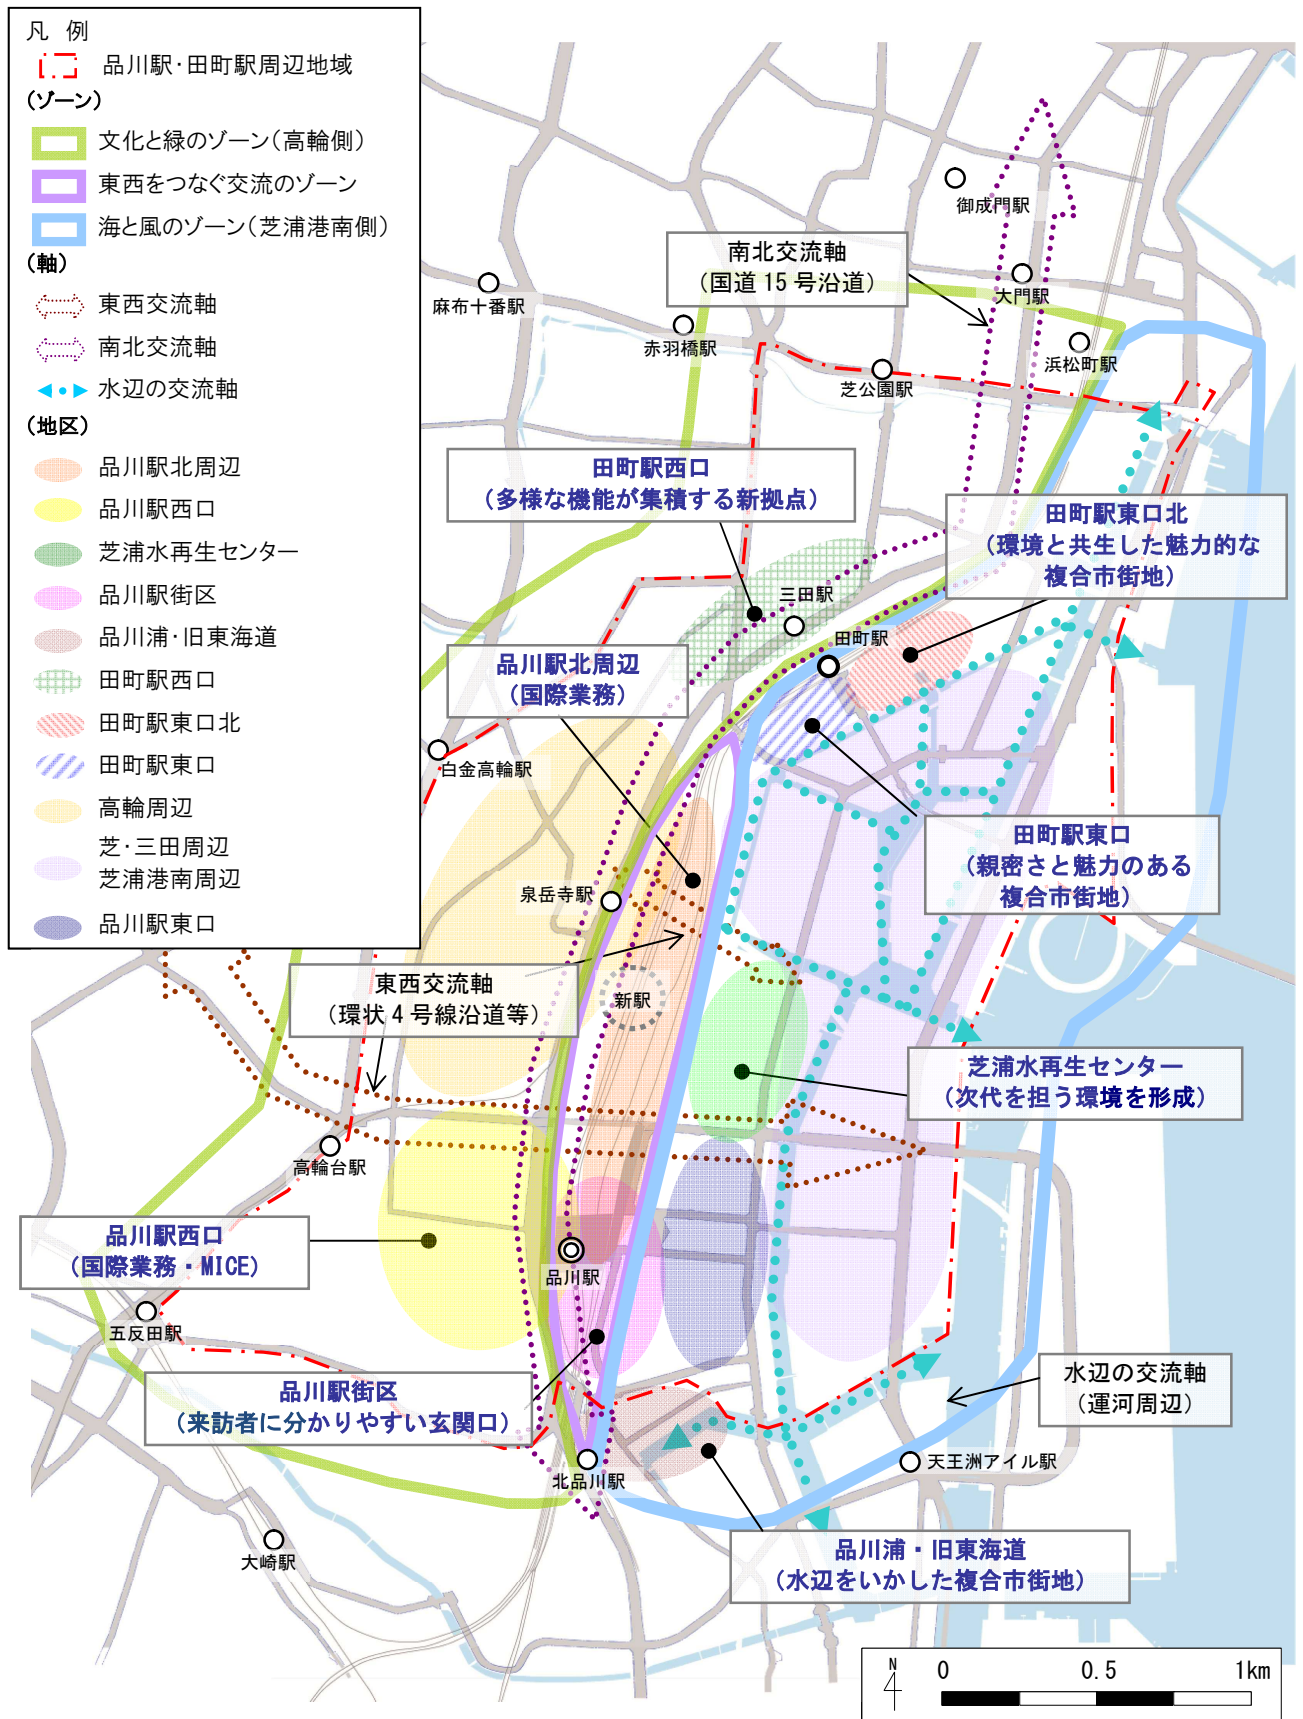 凡 例
品川駅・田町駅周辺地域
(ゾーン)
文化と緑のゾーン(高輪側)
東西をつなぐ交流のゾーン
海と風のゾーン(芝浦港南側)
(軸)
東西交流軸
南北交流軸
水辺の交流軸
(地区)
品川駅北周辺
品川駅西口
芝浦水再生センター
品川駅街区
品川浦・旧東海道
田町駅西口
田町駅東口北
田町駅東口
高輪周辺
芝・三田周辺
芝浦港南周辺
品川駅東口
御成門駅
南北交流軸
(国道15号沿道)
大門駅
麻布十番駅
赤羽橋駅
浜松町駅
芝公園駅
田町駅西口
(多様な機能が集積する新拠点)
田町駅東口北
(環境と共生した魅力的な
複合市街地)
三田駅
田町駅
品川駅北周辺
(国際業務)
白金高輪駅
田町駅東口
(親密さと魅力のある
複合市街地)
泉岳寺駅
東西交流軸
(環状4号線沿道等)
新駅
芝浦水再生センター
(次代を担う環境を形成)
高輪台駅
品川駅西口
(国際業務・MICE)
品川駅
五反田駅
品川駅街区
(来訪者に分かりやすい玄関口)
水辺の交流軸
(運河周辺)
北品川駅
天王洲アイル駅
大崎駅
品川浦・旧東海道
(水辺をいかした複合市街地)
N
0 0.5 1km